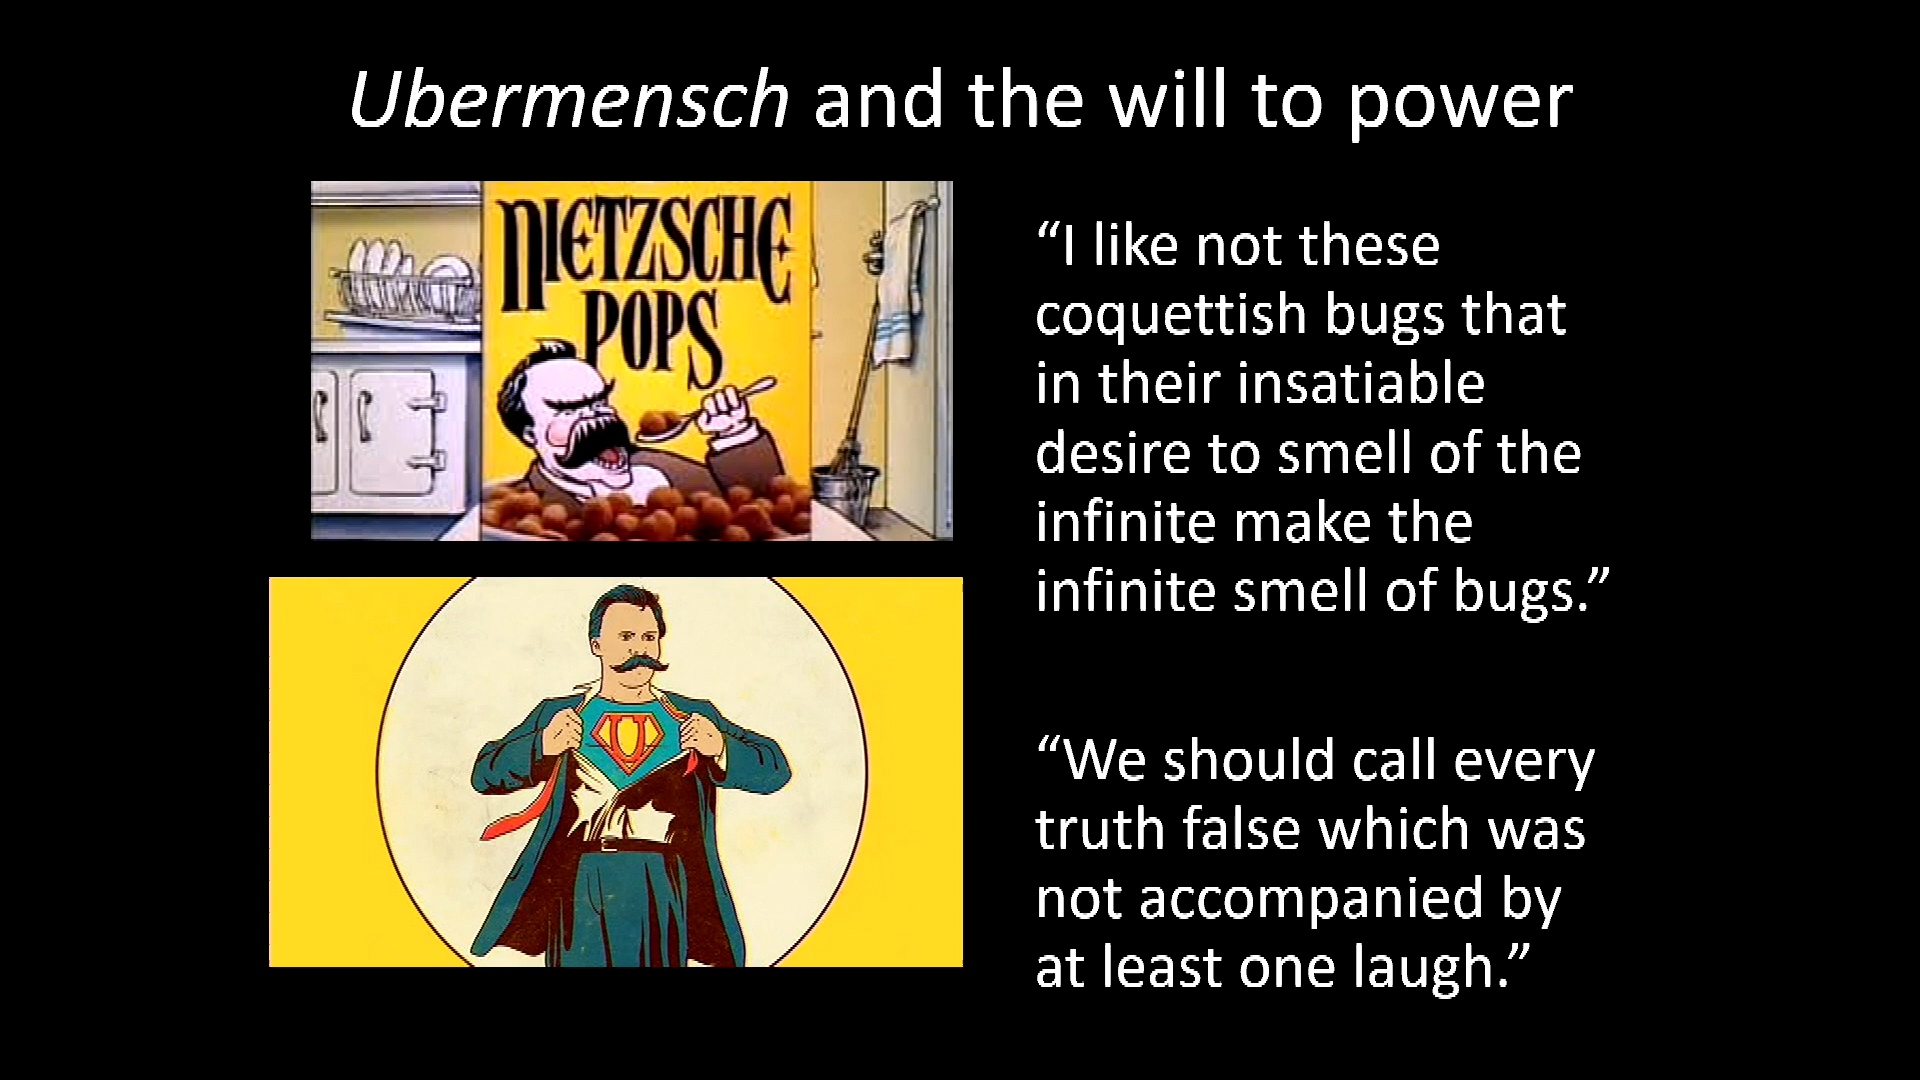 Ubermensch and the will to power
NIETZSCHE
POPS
U
“I like not these
coquettish bugs that
in their insatiable
desire to smell of the
infinite make the
infinite smell of bugs.”
“We should call every
truth false which was
not accompanied by
at least one laugh.”